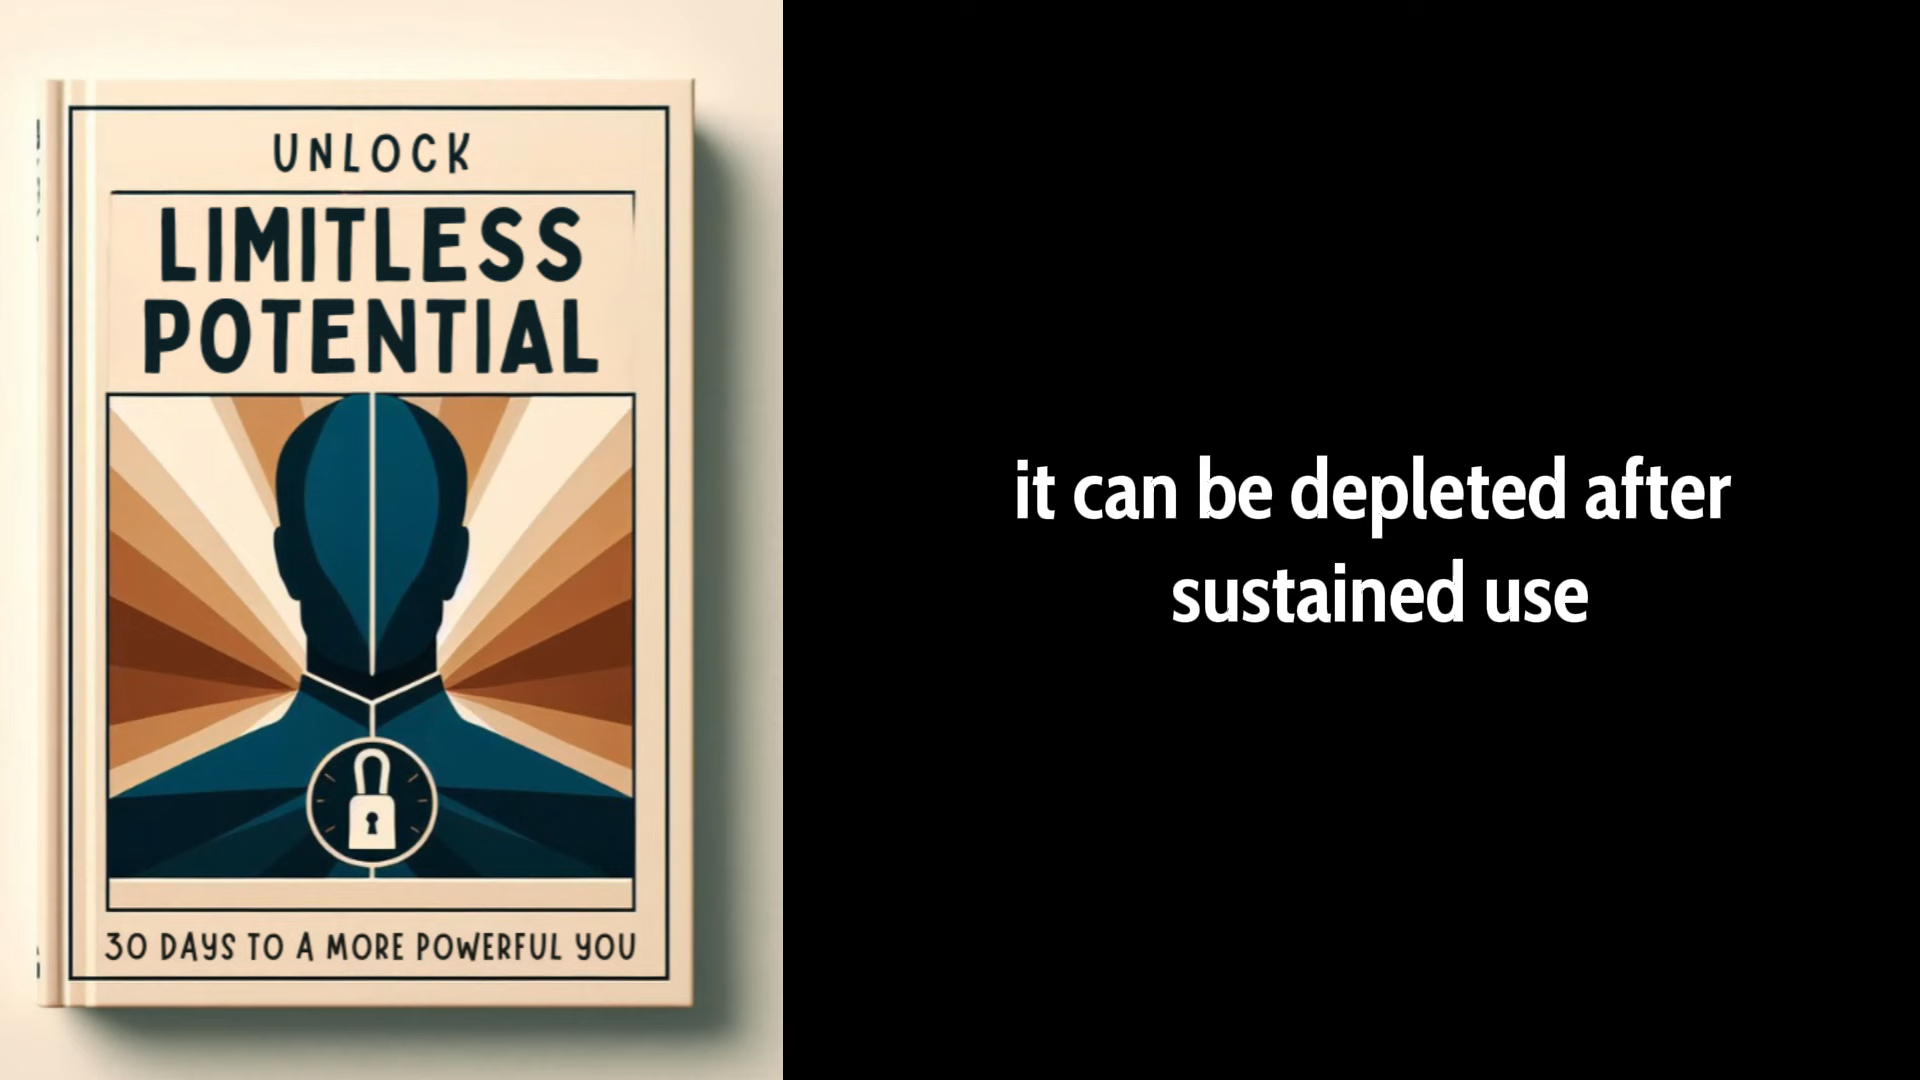 UNLOCK
LIMITLESS
POTENTIAL
30 DAYS TO A MORE POWERFUL YOU
it can be depleted after
sustained use